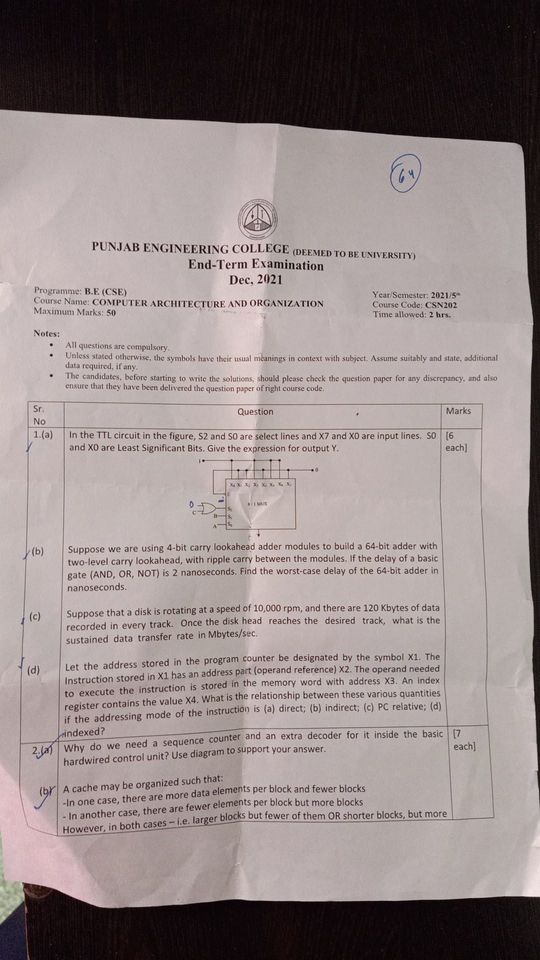 64
PUNJAB ENGINEERING COLLEGE (DEEMED TO BE UNIVERSITY)
End-Term Examination
Dec, 2021
Programme: B.E (CSE)
Year/Semester: 2021/5th
Course Name: COMPUTER ARCHITECTURE AND ORGANIZATION
Course Code: CSN202
Maximum Marks: 50
Time allowed: 2 hrs.
Notes:
• All questions are compulsory.
• Unless stated otherwise, the symbols have their usual meanings in context with subject. Assume suitably and state, additional
data required, if any.
• The candidates, before starting to write the solutions, should please check the question paper for any discrepancy, and also
ensure that they have been delivered the question paper of right course code.
Sr. Question Marks
No
1.(a) In the TTL circuit in the figure, S2 and S0 are select lines and X7 and X0 are input lines. S0 [6
and X0 are Least Significant Bits. Give the expression for output Y. each]
1 0
X0 X1 X2 X3 X4 X5 X6 X7
8 : 1 MUX
D
C
B
A
S2
S1
S0
(b) Suppose we are using 4-bit carry lookahead adder modules to build a 64-bit adder with
two-level carry lookahead, with ripple carry between the modules. If the delay of a basic
gate (AND, OR, NOT) is 2 nanoseconds. Find the worst-case delay of the 64-bit adder in
nanoseconds.
(c) Suppose that a disk is rotating at a speed of 10,000 rpm, and there are 120 Kbytes of data
recorded in every track. Once the disk head reaches the desired track, what is the
sustained data transfer rate in Mbytes/sec.
(d) Let the address stored in the program counter be designated by the symbol X1. The
Instruction stored in X1 has an address part (operand reference) X2. The operand needed
to execute the instruction is stored in the memory word with address X3. An index
register contains the value X4. What is the relationship between these various quantities
if the addressing mode of the instruction is (a) direct; (b) indirect; (c) PC relative; (d)
indexed?
2.(a) Why do we need a sequence counter and an extra decoder for it inside the basic [7
hardwired control unit? Use diagram to support your answer. each]
(b) A cache may be organized such that:
-In one case, there are more data elements per block and fewer blocks
- In another case, there are fewer elements per block but more blocks
However, in both cases – i.e. larger blocks but fewer of them OR shorter blocks, but more